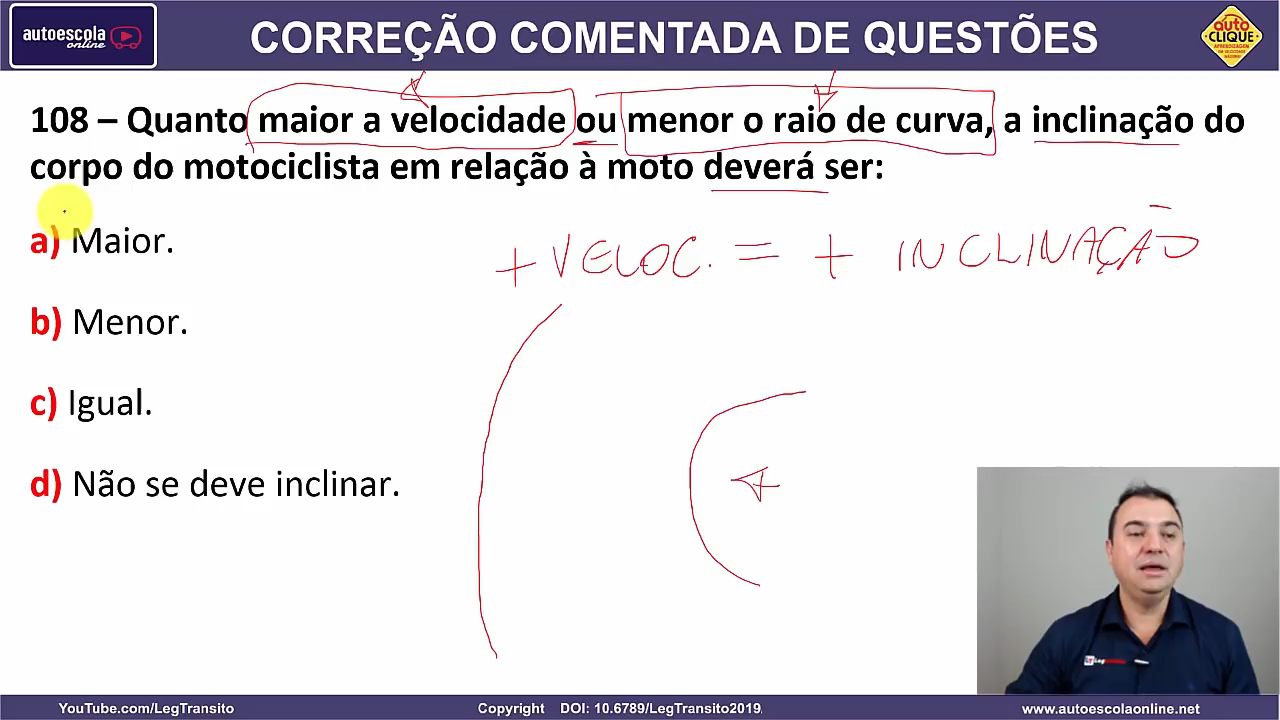 autoescola
online
CORREÇÃO COMENTADA DE QUESTÕES
auto
CLIQUE
108 – Quanto maior a velocidade ou menor o raio de curva, a inclinação do
corpo do motociclista em relação à moto deverá ser:
a) Maior.
+ VELOC. = + INCLINAÇÃO
b) Menor.
c) Igual.
d) Não se deve inclinar.
YouTube.com/LegTransito
Copyright DOI: 10.6789/LegTransito2019.
www.autoescolaonline.net